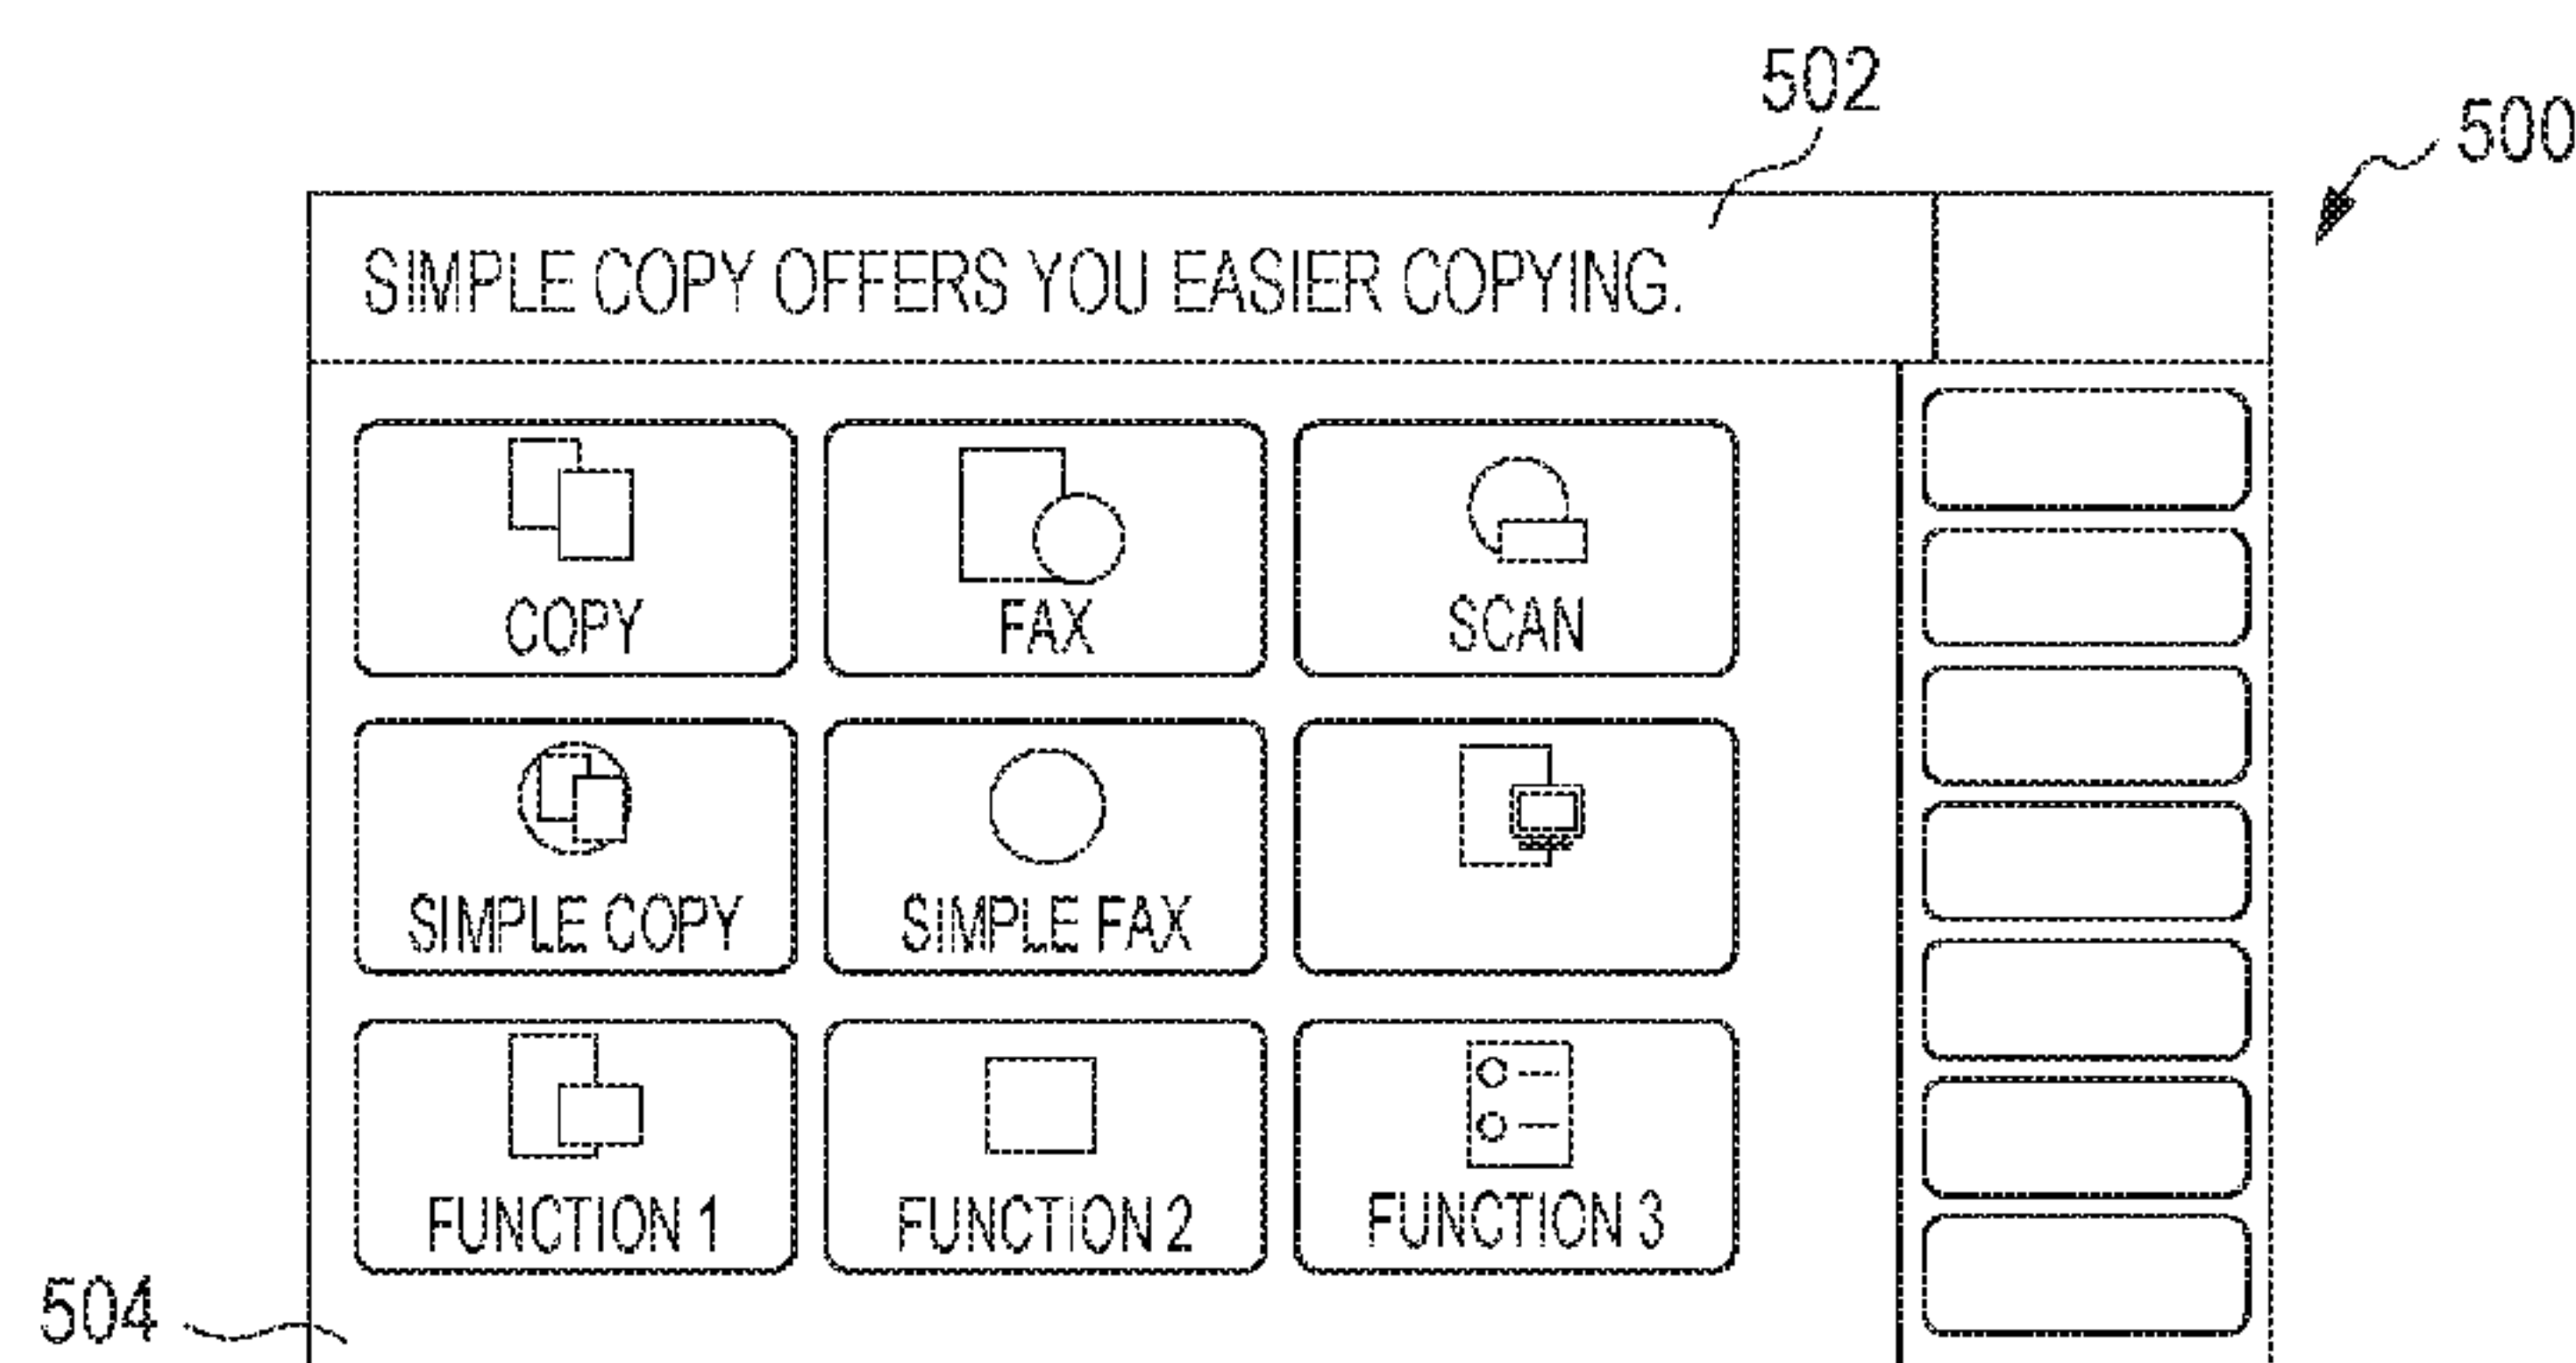 502
500
SIMPLE COPY OFFERS YOU EASIER COPYING.
COPY FAX SCAN
SIMPLE COPY SIMPLE FAX
FUNCTION 1 FUNCTION 2 FUNCTION 3
504